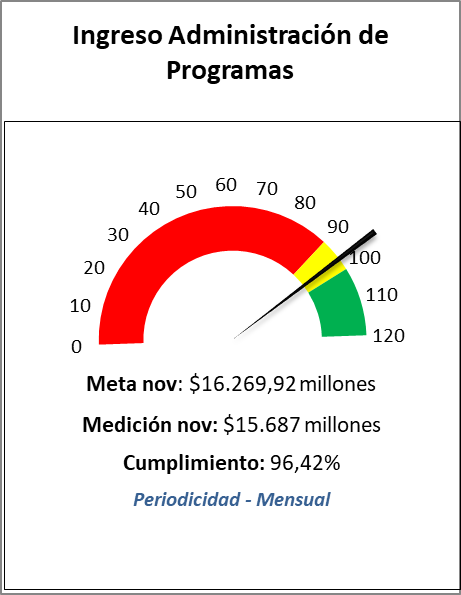 Ingreso Administración de
Programas
0
10
20
30
40
50
60
70
80
90
100
110
120
Meta nov: $16.269,92 millones
Medición nov: $15.687 millones
Cumplimiento: 96,42%
Periodicidad - Mensual